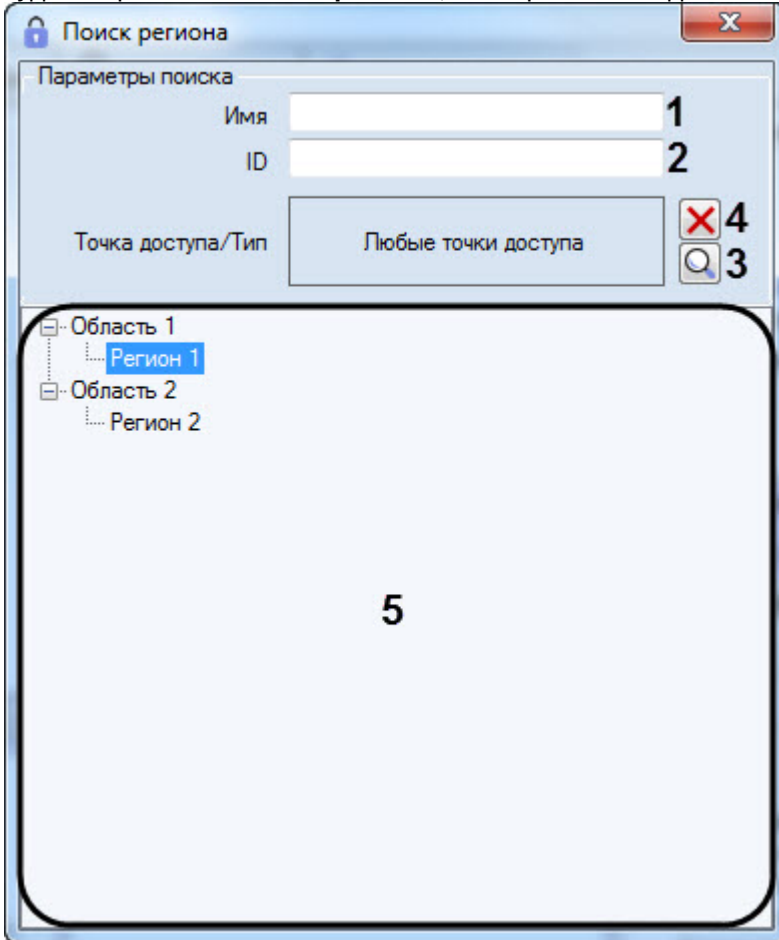 Поиск региона
Параметры поиска
Имя 1
ID 2
Точка доступа/Тип Любые точки доступа 4
3
Область 1
Регион 1
Область 2
Регион 2
5